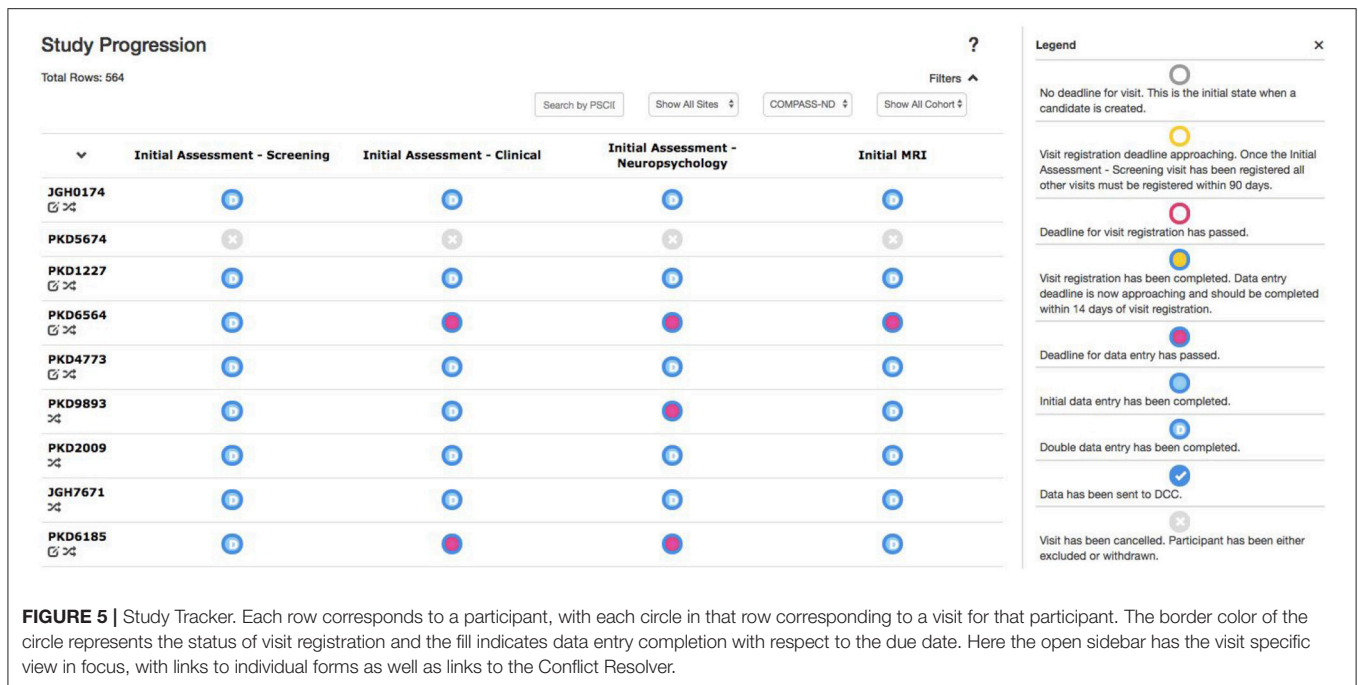 Study Progression
?
Total Rows: 564
Filters
Search by PSCID
Show All Sites
COMPASS-ND
Show All Cohort
Initial Assessment - Screening
Initial Assessment - Clinical
Initial Assessment -
Neuropsychology
Initial MRI
JGH0174
D D D D
PKD5674
PKD1227
D D D D
PKD6564
D
PKD4773
D D D D
PKD9893
D D D
PKD2009
D D D D
JGH7671
D D D D
PKD6185
D D
Legend
No deadline for visit. This is the initial state when a
candidate is created.
Visit registration deadline approaching. Once the Initial
Assessment - Screening visit has been registered all
other visits must be registered within 90 days.
Deadline for visit registration has passed.
Visit registration has been completed. Data entry
deadline is now approaching and should be completed
within 14 days of visit registration.
Deadline for data entry has passed.
Initial data entry has been completed.
D
Double data entry has been completed.
Data has been sent to DCC.
Visit has been cancelled. Participant has been either
excluded or withdrawn.
FIGURE 5 | Study Tracker. Each row corresponds to a participant, with each circle in that row corresponding to a visit for that participant. The border color of the
circle represents the status of visit registration and the fill indicates data entry completion with respect to the due date. Here the open sidebar has the visit specific
view in focus, with links to individual forms as well as links to the Conflict Resolver.